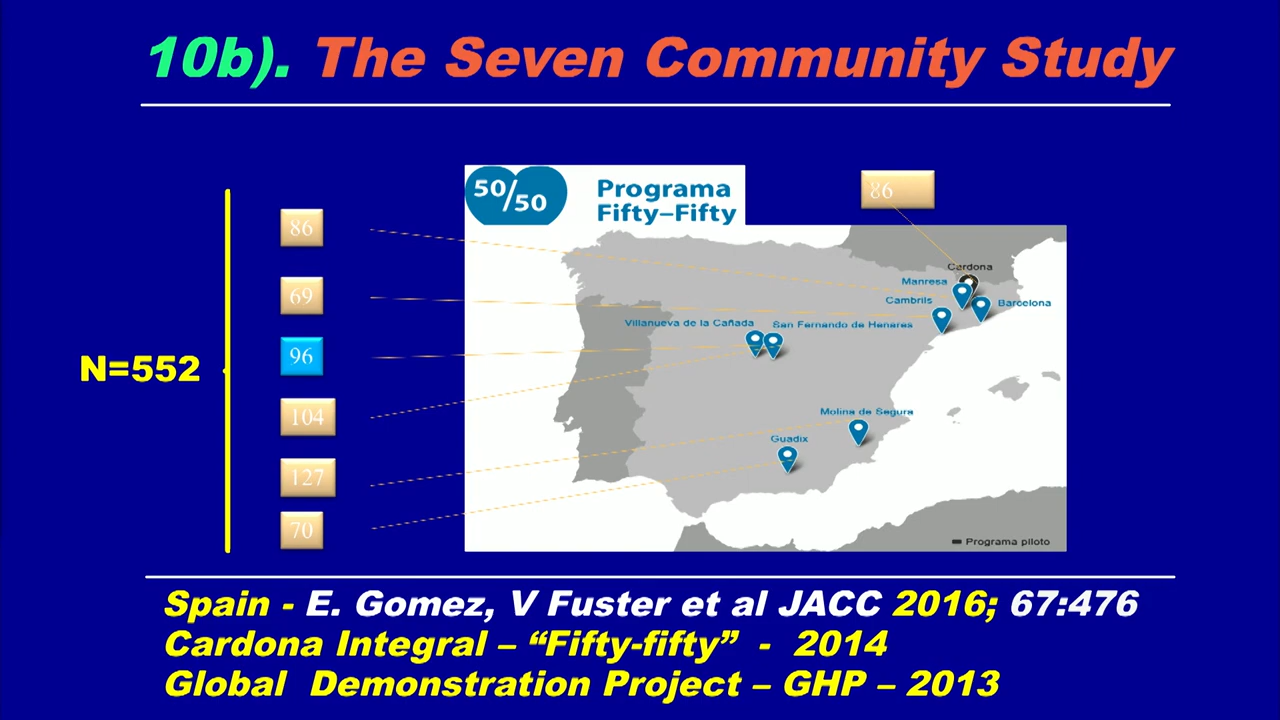 10b). The Seven Community Study
50/50
Programa
Fifty–Fifty
86
86
69
96
104
127
70
N=552
Cardona
Manresa
Cambrils
Barcelona
Villanueva de la Cañada
San Fernando de Henares
Molina de Segura
Guadix
Programa piloto
Spain - E. Gomez, V Fuster et al JACC 2016; 67:476
Cardona Integral – “Fifty-fifty” - 2014
Global Demonstration Project – GHP – 2013